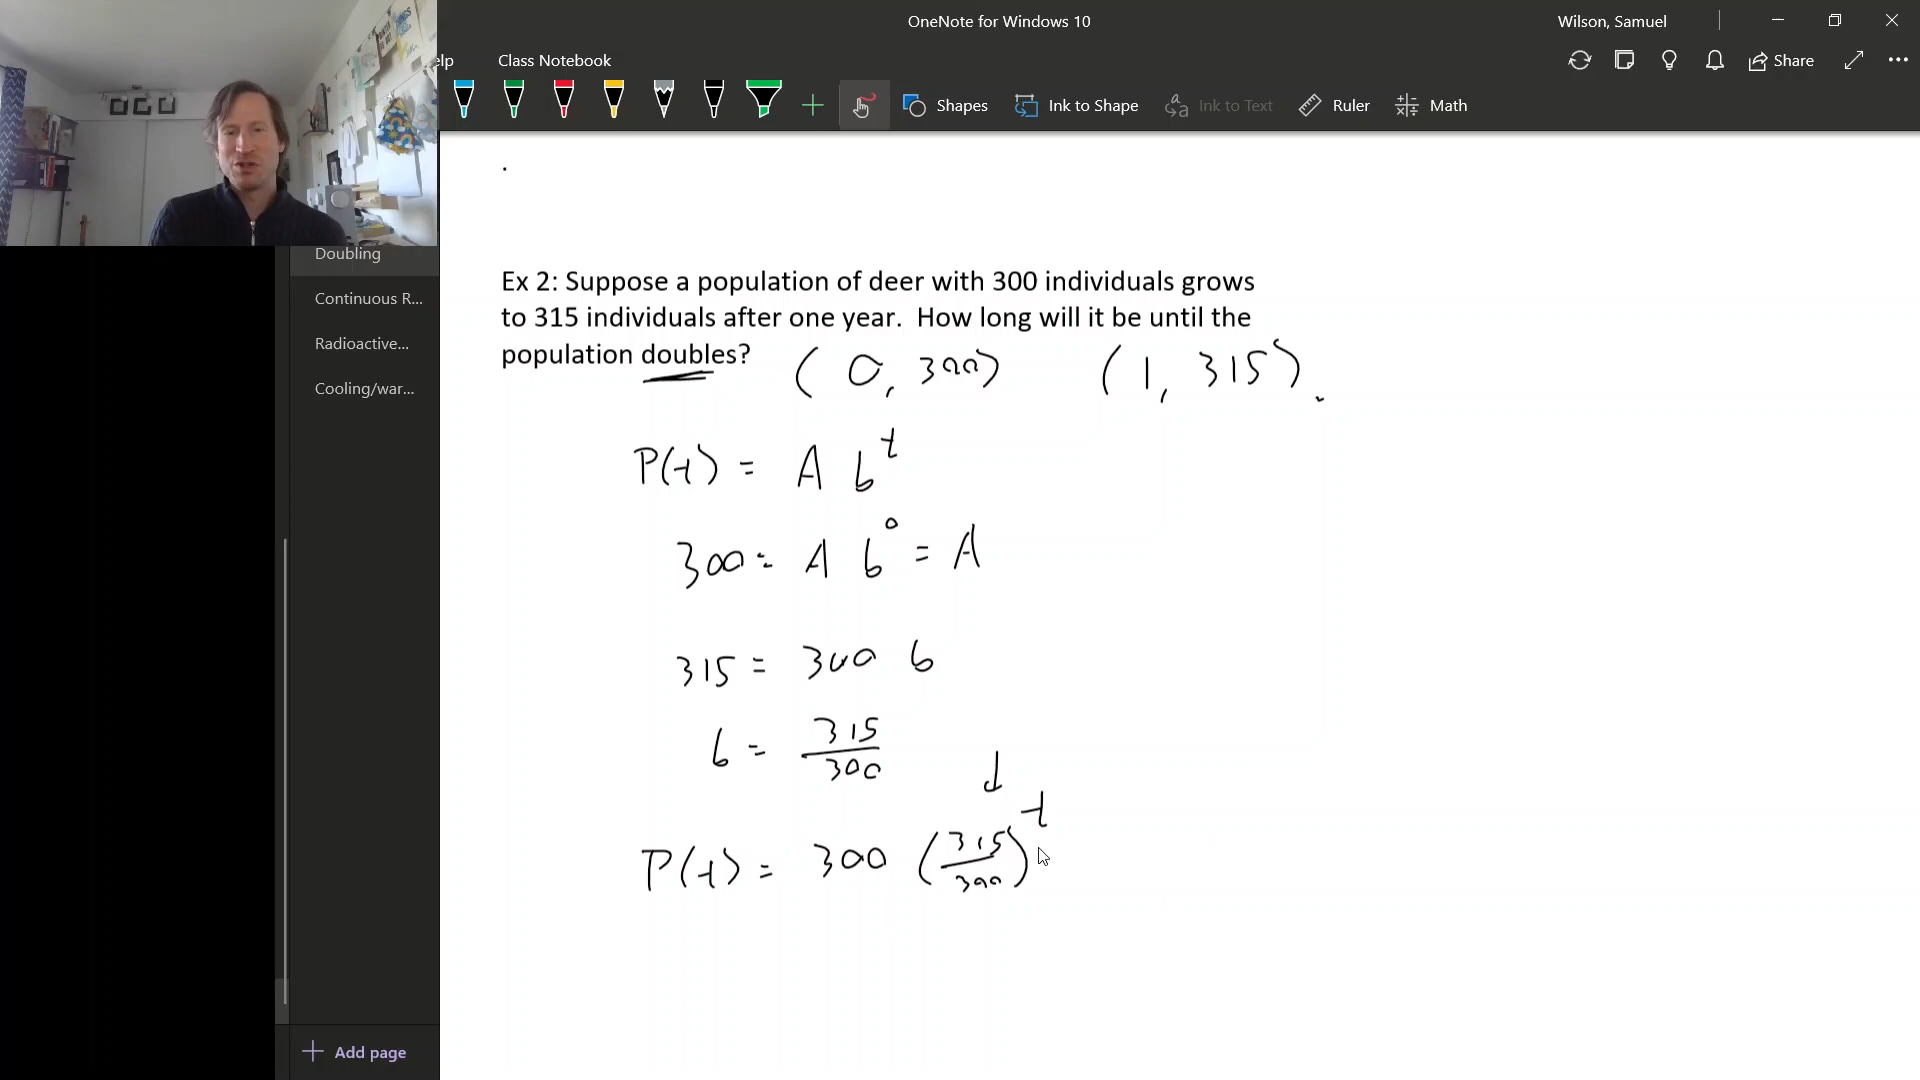 OneNote for Windows 10
Wilson, Samuel
elp Class Notebook Share
Shapes Ink to Shape Ink to Text Ruler Math
Doubling
Continuous R...
Radioactive...
Cooling/war...
Add page
Ex 2: Suppose a population of deer with 300 individuals grows
to 315 individuals after one year. How long will it be until the
population doubles? (0, 300) (1, 315).
P(t) = A b^t
300 = A b^0 = A
315 = 300 b
b = 315/300
P(t) = 300 (315/300)^t